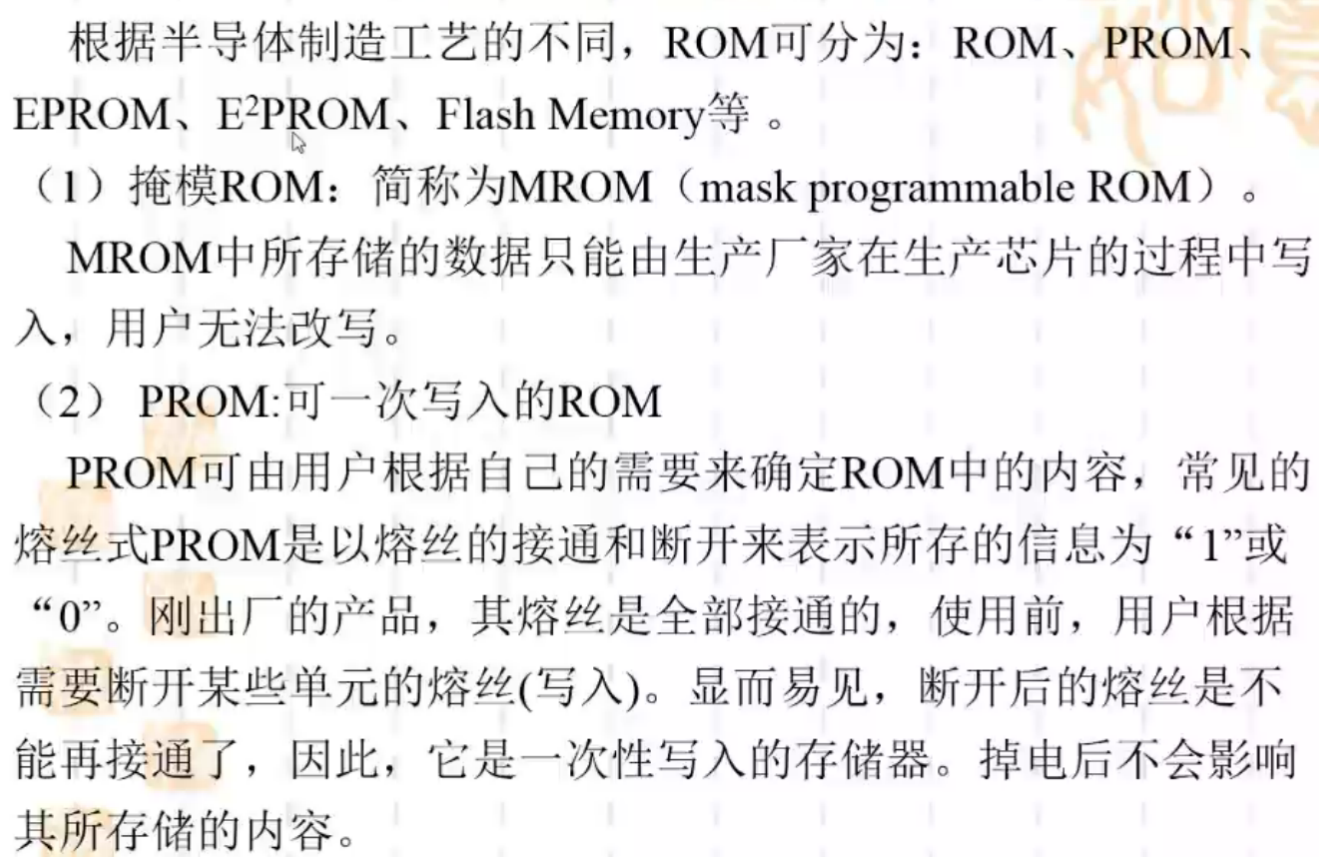 根据半导体制造工艺的不同，ROM可分为：ROM、PROM、
EPROM、E²PROM、Flash Memory等 。
（1）掩模ROM：简称为MROM（mask programmable ROM）。
MROM中所存储的数据只能由生产厂家在生产芯片的过程中写
入，用户无法改写。
（2） PROM:可一次写入的ROM
PROM可由用户根据自己的需要来确定ROM中的内容，常见的
熔丝式PROM是以熔丝的接通和断开来表示所存的信息为“1”或
“0”。刚出厂的产品，其熔丝是全部接通的，使用前，用户根据
需要断开某些单元的熔丝(写入)。显而易见，断开后的熔丝是不
能再接通了，因此，它是一次性写入的存储器。掉电后不会影响
其所存储的内容。